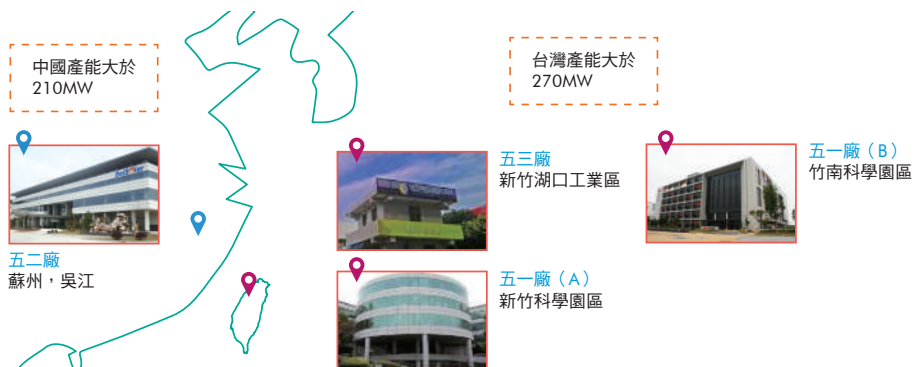 中國產能大於
210MW
台灣產能大於
270MW
五二廠
蘇州，吳江
五三廠
新竹湖口工業區
五一廠（A）
新竹科學園區
五一廠（B）
竹南科學園區